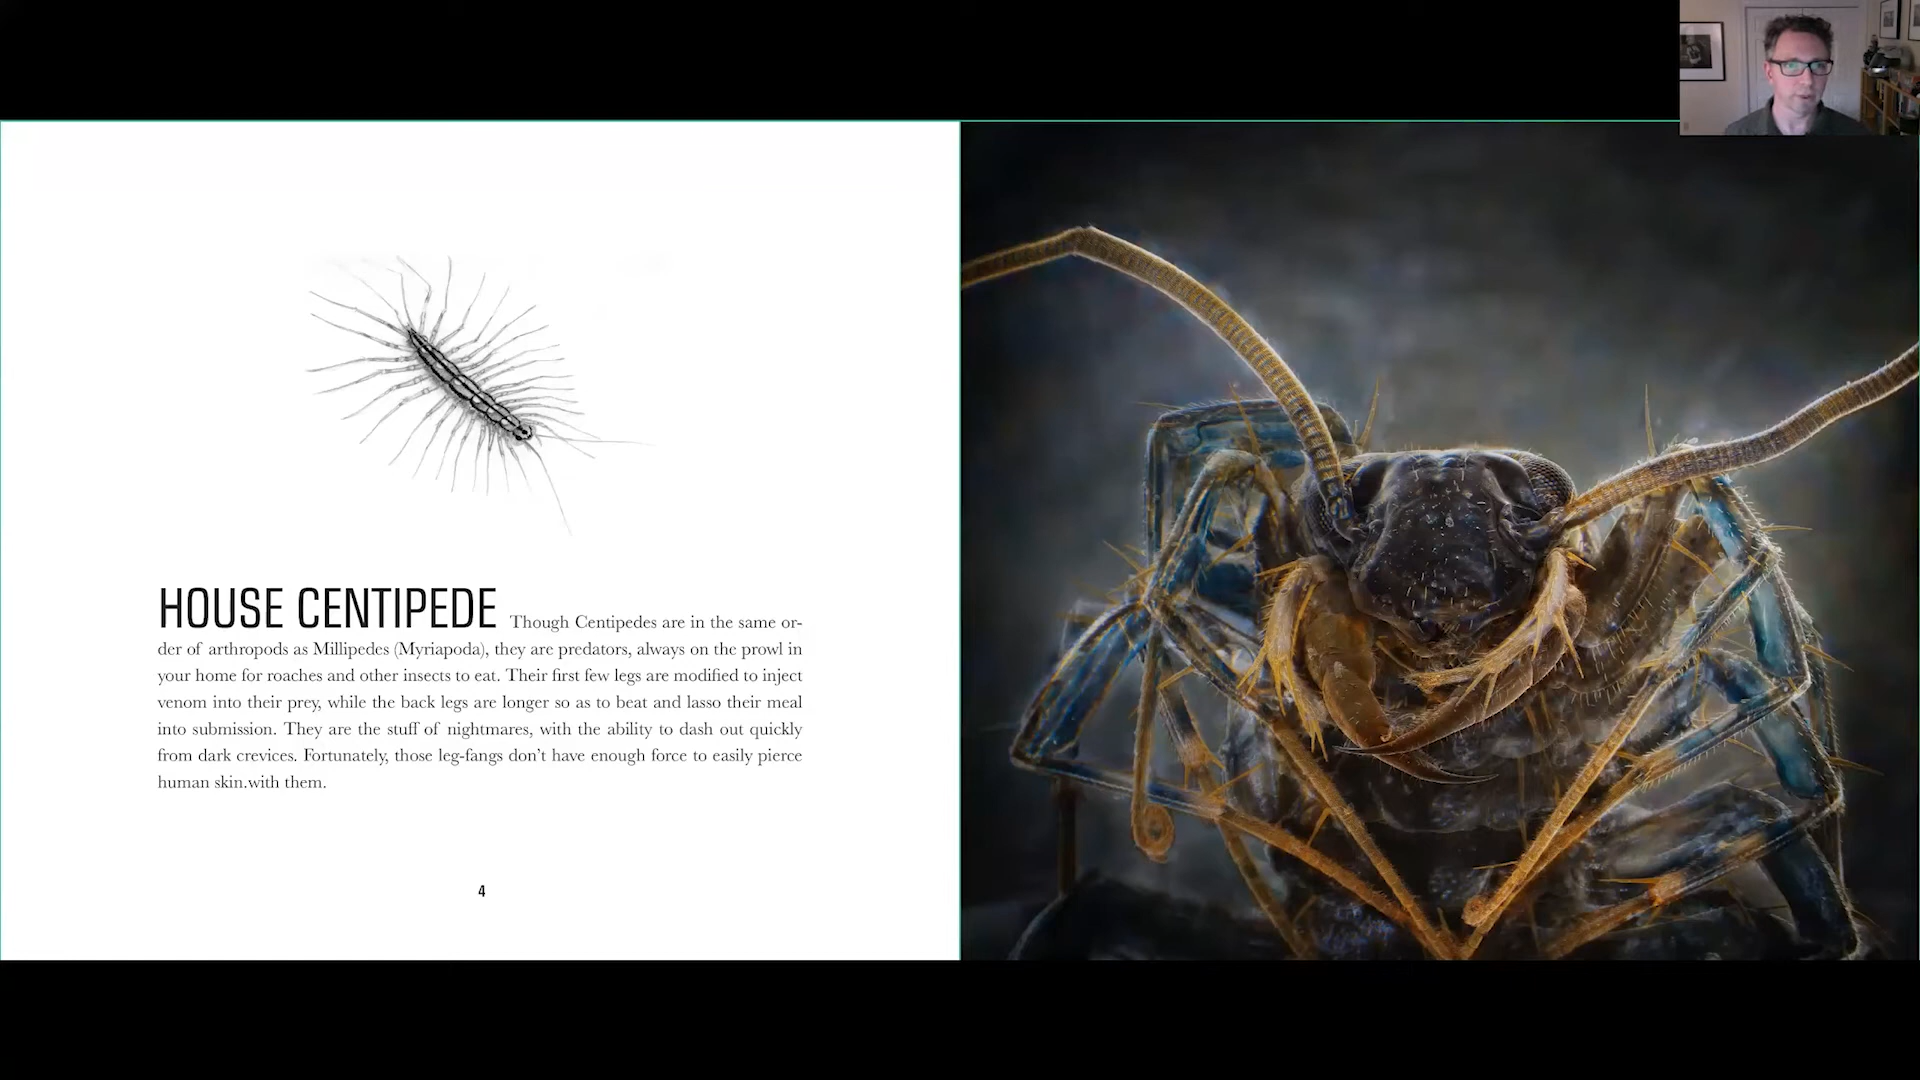 HOUSE CENTIPEDE Though Centipedes are in the same or-
der of arthropods as Millipedes (Myriapoda), they are predators, always on the prowl in
your home for roaches and other insects to eat. Their first few legs are modified to inject
venom into their prey, while the back legs are longer so as to beat and lasso their meal
into submission. They are the stuff of nightmares, with the ability to dash out quickly
from dark crevices. Fortunately, those leg-fangs don't have enough force to easily pierce
human skin.with them.
4